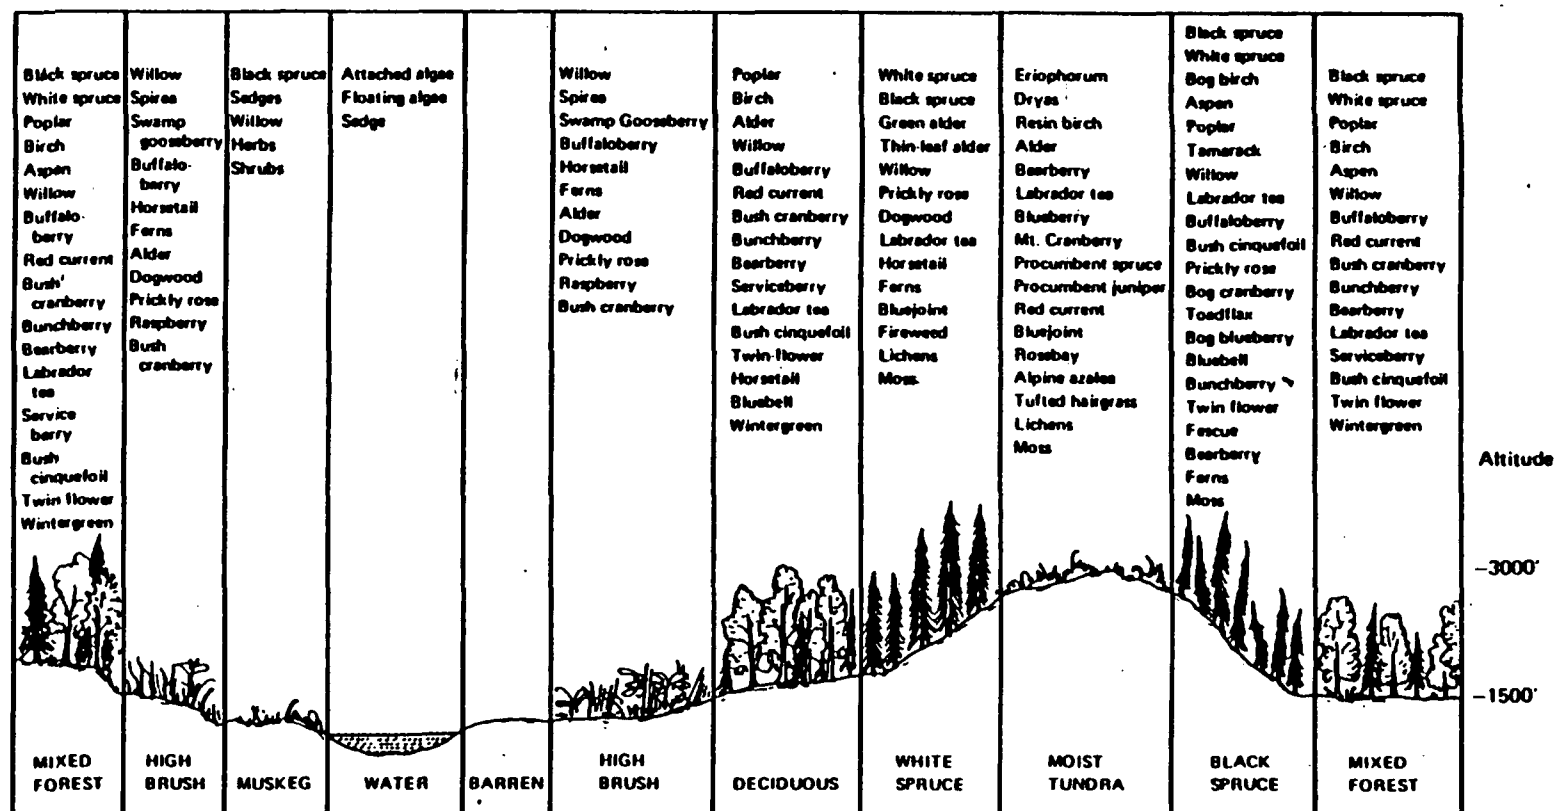 Black spruce
White spruce
Poplar
Birch
Aspen
Willow
Buffalo-
berry
Red current
Bush
cranberry
Bunchberry
Bearberry
Labrador
tea
Service
berry
Bush
cinquefoil
Twin flower
Wintergreen
MIXED
FOREST
Willow
Spirea
Swamp
gooseberry
Buffalo-
berry
Horsetail
Ferns
Alder
Dogwood
Prickly rose
Raspberry
Bush
cranberry
HIGH
BRUSH
Black spruce
Sedges
Willow
Herbs
Shrubs
MUSKEG
Attached algae
Floating algae
Sedge
WATER
BARREN
Willow
Spirea
Swamp Gooseberry
Buffaloberry
Horsetail
Ferns
Alder
Dogwood
Prickly rose
Raspberry
Bush cranberry
HIGH
BRUSH
Poplar
Birch
Alder
Willow
Buffaloberry
Red current
Bush cranberry
Bunchberry
Bearberry
Serviceberry
Labrador tea
Bush cinquefoil
Twin-flower
Horsetail
Bluebell
Wintergreen
DECIDUOUS
White spruce
Black spruce
Green alder
Thin-leaf alder
Willow
Prickly rose
Dogwood
Labrador tea
Horsetail
Ferns
Bluejoint
Fireweed
Lichens
Moss
WHITE
SPRUCE
Eriophorum
Dryas
Resin birch
Alder
Bearberry
Labrador tea
Blueberry
Mt. Cranberry
Procumbent spruce
Procumbent juniper
Red current
Bluejoint
Rosebay
Alpine azalea
Tufted hairgrass
Lichens
Moss
MOIST
TUNDRA
Black spruce
White spruce
Bog birch
Aspen
Poplar
Tamarack
Willow
Labrador tea
Buffaloberry
Bush cinquefoil
Prickly rose
Bog cranberry
Toadflax
Bog blueberry
Bluebell
Bunchberry
Twin flower
Fescue
Bearberry
Ferns
Moss
BLACK
SPRUCE
Black spruce
White spruce
Poplar
Birch
Aspen
Willow
Buffaloberry
Red current
Bush cranberry
Bunchberry
Bearberry
Labrador tea
Serviceberry
Bush cinquefoil
Twin flower
Wintergreen
MIXED
FOREST
Altitude
–3000'
–1500'